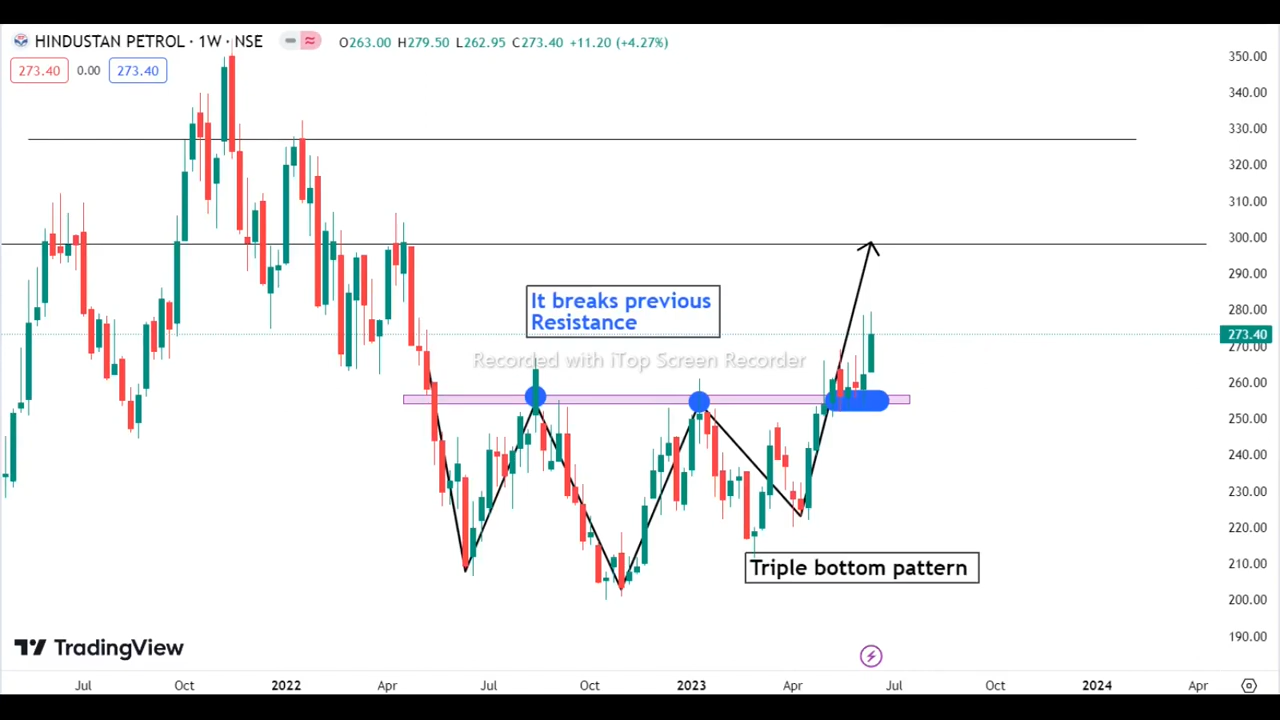 HINDUSTAN PETROL · 1W · NSE
O263.00 H279.50 L262.95 C273.40 +11.20 (+4.27%)
273.40 0.00 273.40
350.00
340.00
330.00
320.00
310.00
300.00
290.00
280.00
273.40
270.00
260.00
250.00
240.00
230.00
220.00
210.00
200.00
190.00
It breaks previous
Resistance
Recorded with iTop Screen Recorder
Triple bottom pattern
TradingView
Jul Oct 2022 Apr Jul Oct 2023 Apr Jul Oct 2024 Apr